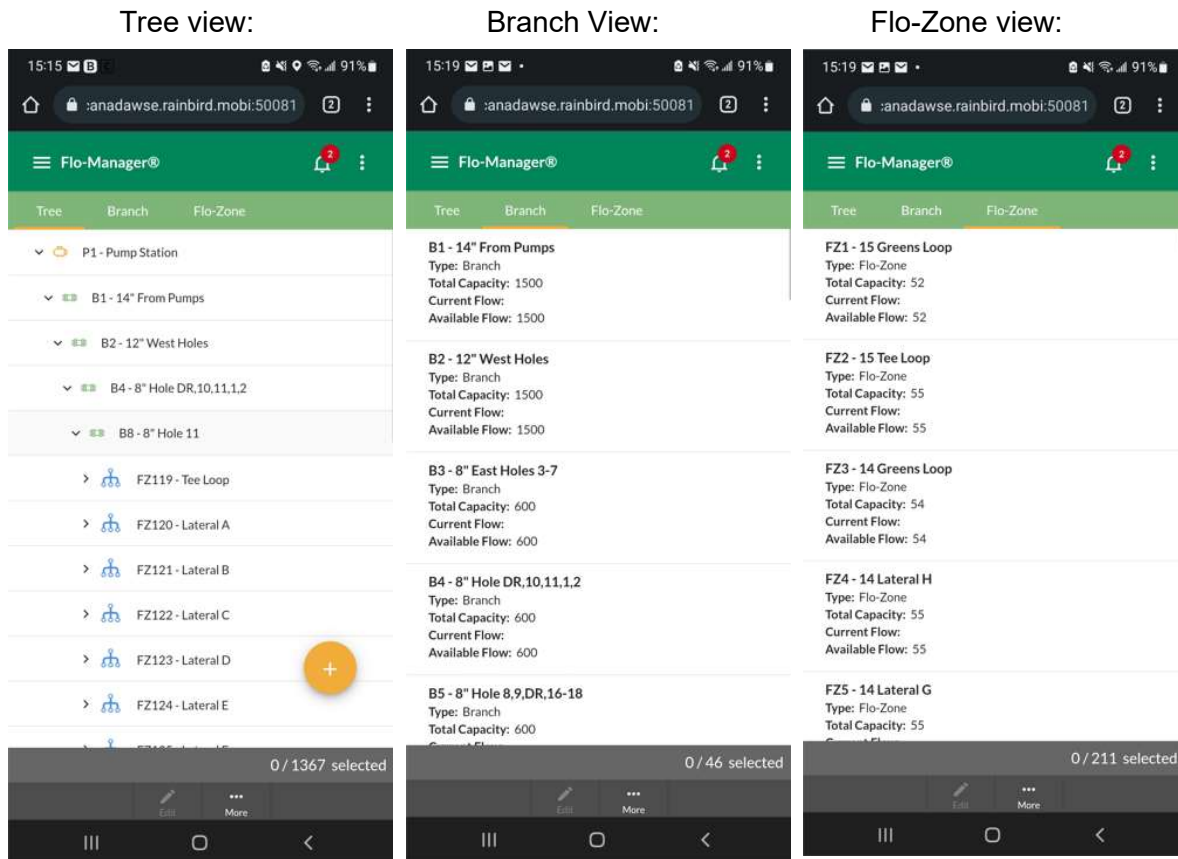 Tree view:
Branch View:
Flo-Zone view:
15:15
B
91%
:anadawse.rainbird.mobi:50081
2
Flo-Manager®
2
Tree Branch Flo-Zone
P1 - Pump Station
B1 - 14" From Pumps
B2 - 12" West Holes
B4 - 8" Hole DR,10,11,1,2
B8 - 8" Hole 11
FZ119 - Tee Loop
FZ120 - Lateral A
FZ121 - Lateral B
FZ122 - Lateral C
FZ123 - Lateral D
+
FZ124 - Lateral E
0 / 1367 selected
Edit
More
15:19
91%
:anadawse.rainbird.mobi:50081
2
Flo-Manager®
2
Tree Branch Flo-Zone
B1 - 14" From Pumps
Type: Branch
Total Capacity: 1500
Current Flow:
Available Flow: 1500
B2 - 12" West Holes
Type: Branch
Total Capacity: 1500
Current Flow:
Available Flow: 1500
B3 - 8" East Holes 3-7
Type: Branch
Total Capacity: 600
Current Flow:
Available Flow: 600
B4 - 8" Hole DR,10,11,1,2
Type: Branch
Total Capacity: 600
Current Flow:
Available Flow: 600
B5 - 8" Hole 8,9,DR,16-18
Type: Branch
Total Capacity: 600
0 / 46 selected
Edit
More
15:19
91%
:anadawse.rainbird.mobi:50081
2
Flo-Manager®
2
Tree Branch Flo-Zone
FZ1 - 15 Greens Loop
Type: Flo-Zone
Total Capacity: 52
Current Flow:
Available Flow: 52
FZ2 - 15 Tee Loop
Type: Flo-Zone
Total Capacity: 55
Current Flow:
Available Flow: 55
FZ3 - 14 Greens Loop
Type: Flo-Zone
Total Capacity: 54
Current Flow:
Available Flow: 54
FZ4 - 14 Lateral H
Type: Flo-Zone
Total Capacity: 55
Current Flow:
Available Flow: 55
FZ5 - 14 Lateral G
Type: Flo-Zone
Total Capacity: 55
0 / 211 selected
Edit
More